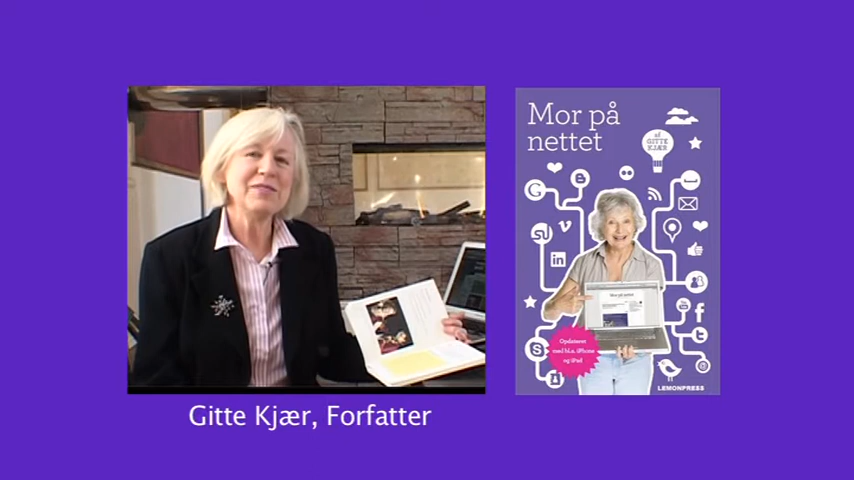 Mor på
nettet
af
GITTE
KJÆR
Opdateret
med bl.a. iPhone
og iPad
LEMONPRESS
Gitte Kjær, Forfatter